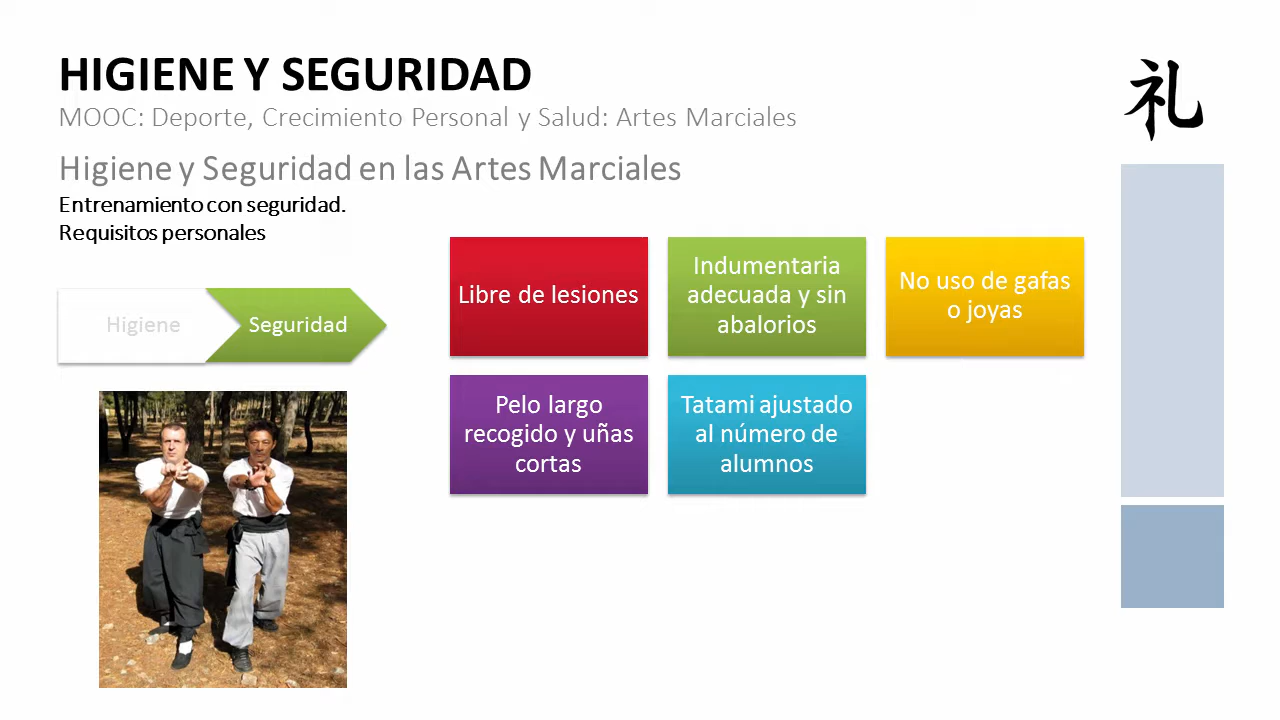 HIGIENE Y SEGURIDAD
MOOC: Deporte, Crecimiento Personal y Salud: Artes Marciales
礼
Higiene y Seguridad en las Artes Marciales
Entrenamiento con seguridad.
Requisitos personales
Higiene
Seguridad
Libre de lesiones
Indumentaria
adecuada y sin
abalorios
No uso de gafas
o joyas
Pelo largo
recogido y uñas
cortas
Tatami ajustado
al número de
alumnos